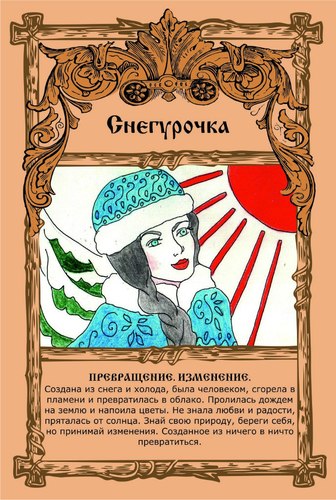 Снегурочка
ПРЕВРАЩЕНИЕ. ИЗМЕНЕНИЕ.
Создана из снега и холода, была человеком, сгорела в
пламени и превратилась в облако. Пролилась дождем
на землю и напоила цветы. Не знала любви и радости,
пряталась от солнца. Знай свою природу, береги себя,
но принимай изменения. Созданное из ничего в ничто
превратиться.